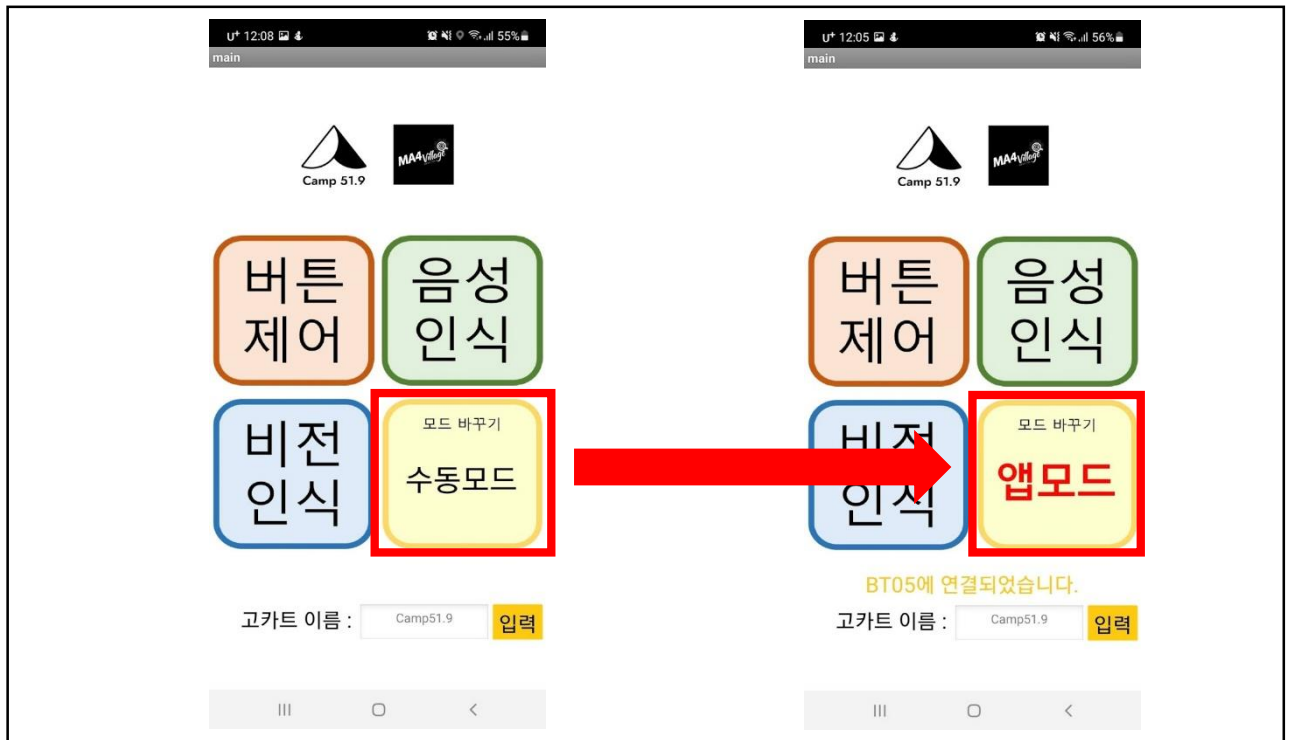 U+ 12:08
55%
main
Camp 51.9
MA4Village
버튼
제어
음성
인식
비전
인식
모드 바꾸기
수동모드
고카트 이름 :
Camp51.9
입력
U+ 12:05
56%
main
Camp 51.9
MA4Village
버튼
제어
음성
인식
비전
인식
모드 바꾸기
앱모드
BT05에 연결되었습니다.
고카트 이름 :
Camp51.9
입력